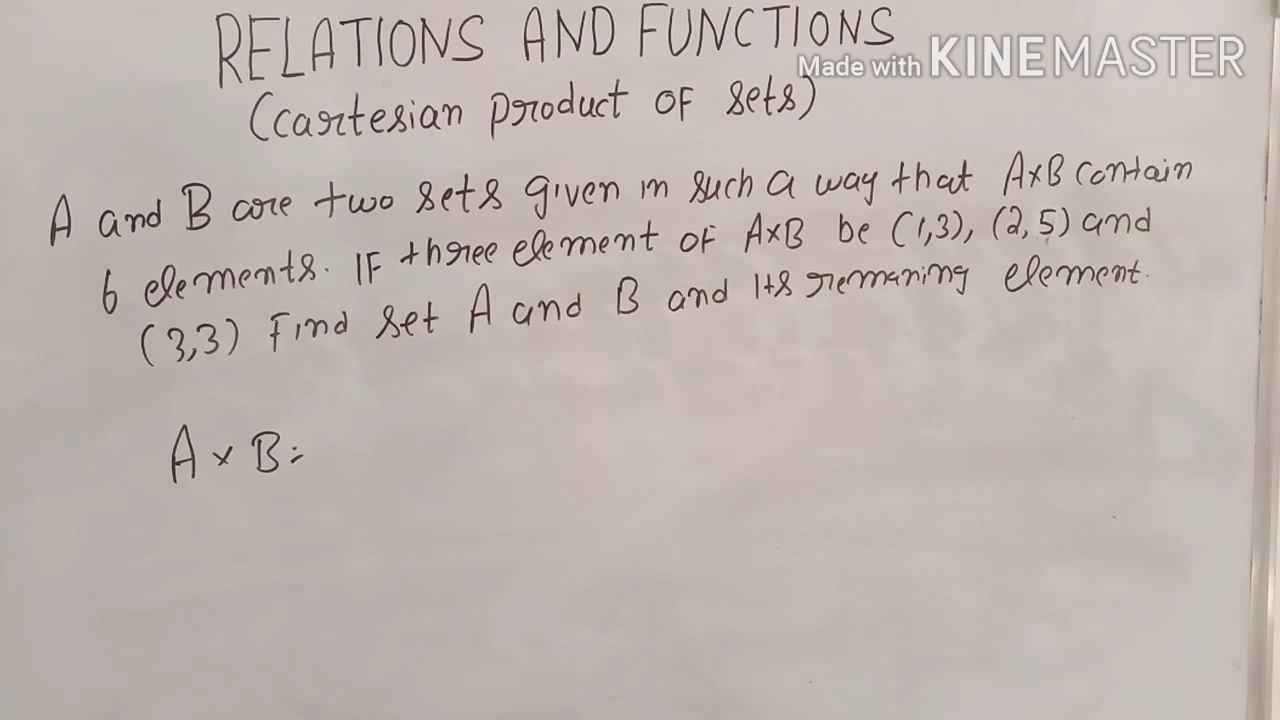 RELATIONS AND FUNCTIONS
Made with KINEMASTER
(cartesian product OF sets)
A and B are two sets given in such a way that A×B contain
6 elements. IF three element of A×B be (1,3), (2,5) and
(3,3) Find set A and B and its remaning element.
A × B =